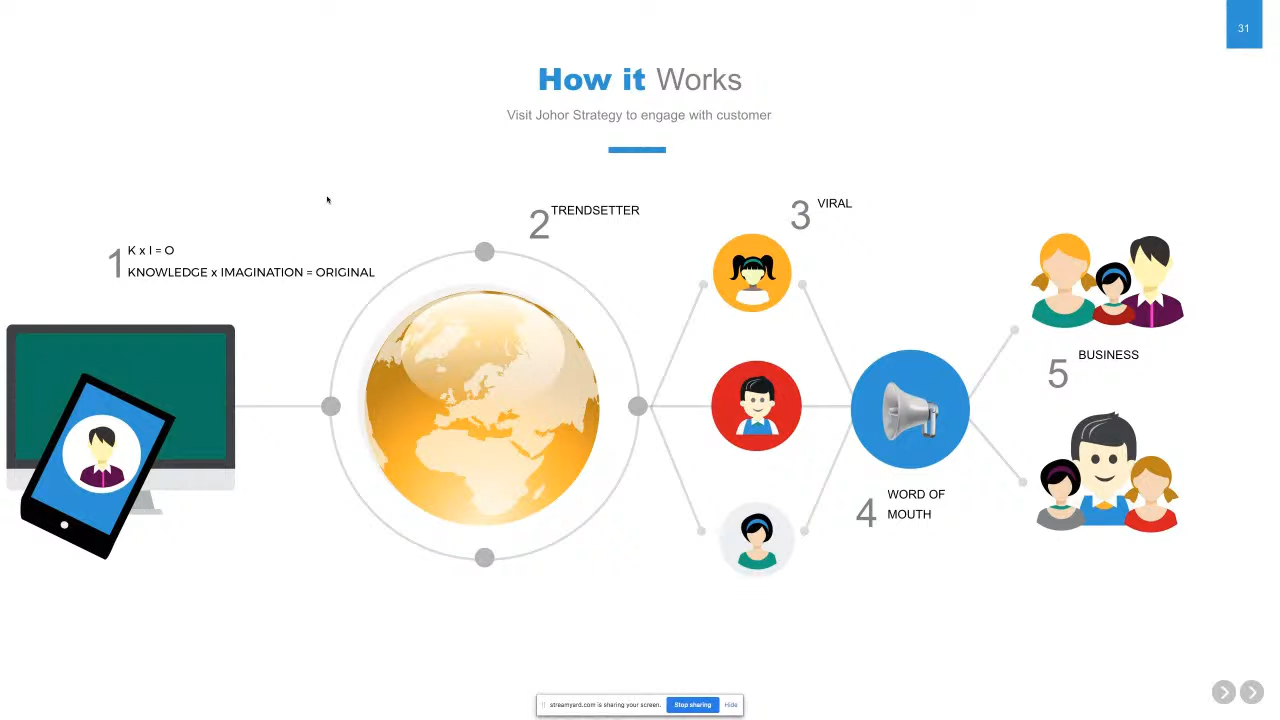 31
How it Works
Visit Johor Strategy to engage with customer
1
K x I = O
KNOWLEDGE x IMAGINATION = ORIGINAL
2
TRENDSETTER
3
VIRAL
4
WORD OF
MOUTH
5
BUSINESS
streamyard.com is sharing your screen. Stop sharing Hide